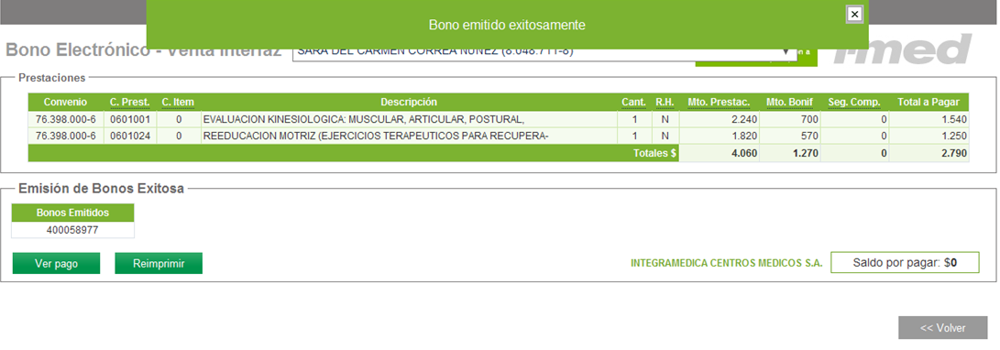 Bono emitido exitosamente
Bono Electrónico - Venta Interfaz
SARA DEL CARMEN CORREA NUNEZ (8.048.711-8)
a
rmed
Prestaciones
Convenio C. Prest. C. Item Descripción Cant. R.H. Mto. Prestac. Mto. Bonif Seg. Comp. Total a Pagar
76.398.000-6 0601001 0 EVALUACION KINESIOLOGICA: MUSCULAR, ARTICULAR, POSTURAL, 1 N 2.240 700 0 1.540
76.398.000-6 0601024 0 REEDUCACION MOTRIZ (EJERCICIOS TERAPEUTICOS PARA RECUPERA- 1 N 1.820 570 0 1.250
Totales $ 4.060 1.270 0 2.790
Emisión de Bonos Exitosa
Bonos Emitidos
400058977
Ver pago Reimprimir INTEGRAMEDICA CENTROS MEDICOS S.A. Saldo por pagar: $0
<< Volver